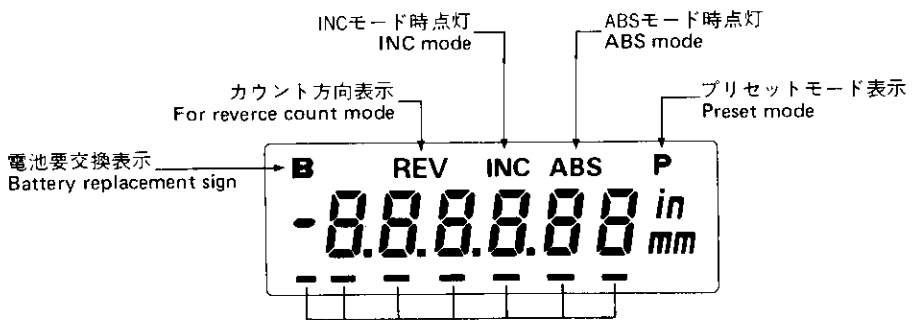 INCモード時点灯
INC mode
ABSモード時点灯
ABS mode
カウント方向表示
For reverce count mode
プリセットモード表示
Preset mode
電池要交換表示
Battery replacement sign
B REV INC ABS P
-8.8.8.8.88 in
mm